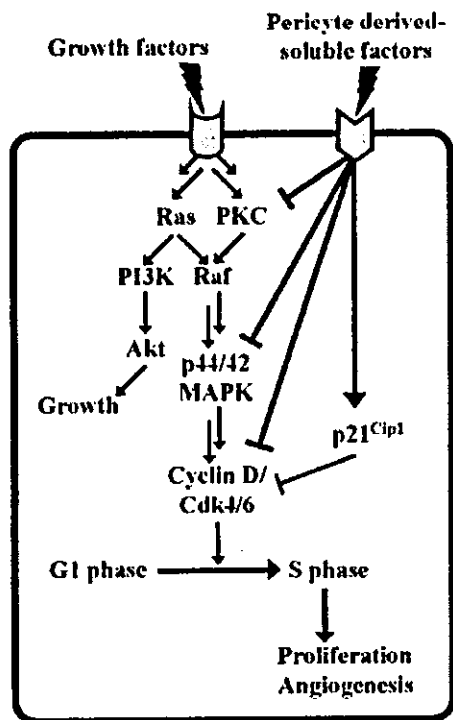 Growth factors
Pericyte derived-
soluble factors
Ras PKC
PI3K Raf
Akt
p44/42
MAPK
Growth
p21Cip1
Cyclin D/
Cdk4/6
G1 phase
S phase
Proliferation
Angiogenesis